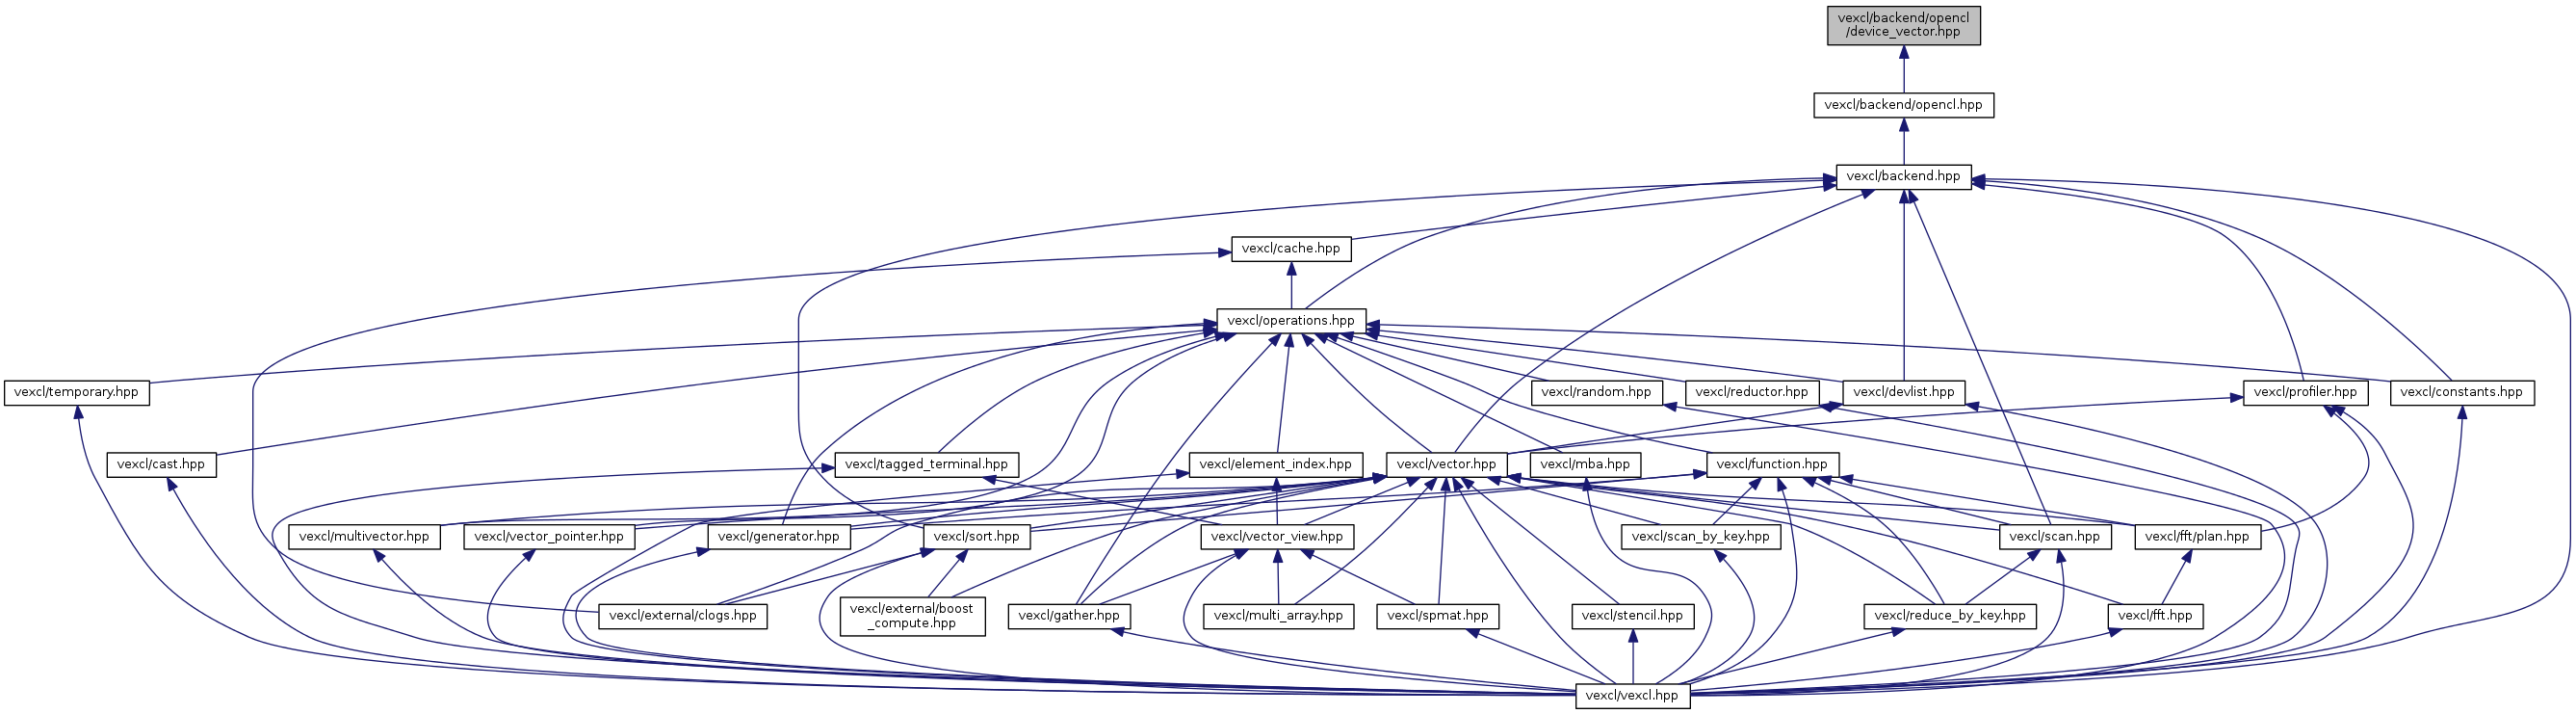 vexcl/backend/opencl
/device_vector.hpp
vexcl/backend/opencl.hpp
vexcl/backend.hpp
vexcl/cache.hpp
vexcl/operations.hpp
vexcl/temporary.hpp
vexcl/random.hpp
vexcl/reductor.hpp
vexcl/devlist.hpp
vexcl/profiler.hpp
vexcl/constants.hpp
vexcl/cast.hpp
vexcl/tagged_terminal.hpp
vexcl/element_index.hpp
vexcl/vector.hpp
vexcl/mba.hpp
vexcl/function.hpp
vexcl/multivector.hpp
vexcl/vector_pointer.hpp
vexcl/generator.hpp
vexcl/sort.hpp
vexcl/vector_view.hpp
vexcl/scan_by_key.hpp
vexcl/scan.hpp
vexcl/fft/plan.hpp
vexcl/external/clogs.hpp
vexcl/external/boost
_compute.hpp
vexcl/gather.hpp
vexcl/multi_array.hpp
vexcl/spmat.hpp
vexcl/stencil.hpp
vexcl/reduce_by_key.hpp
vexcl/fft.hpp
vexcl/vexcl.hpp